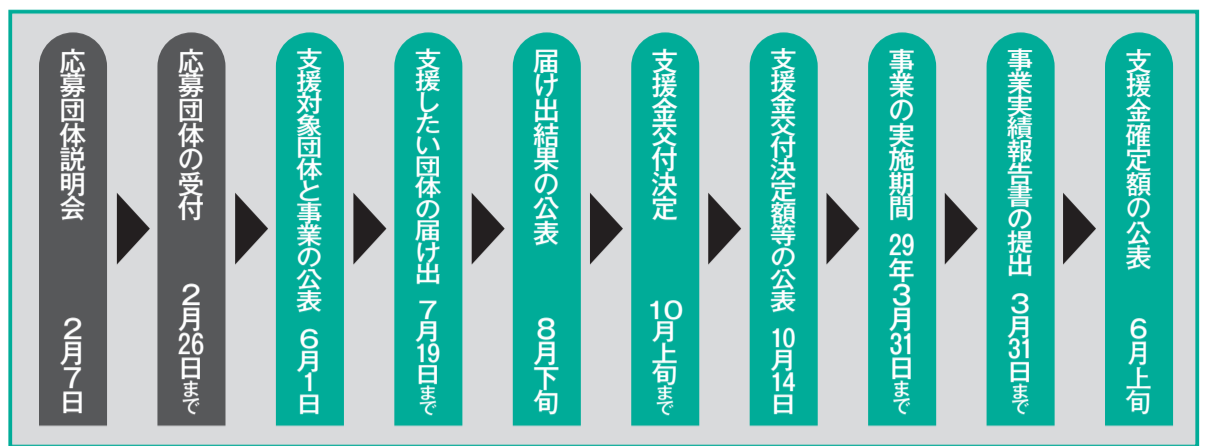 応募団体説明会 2月7日
応募団体の受付 2月26日まで
支援対象団体と事業の公表 6月1日
支援したい団体の届け出 7月19日まで
届け出結果の公表 8月下旬
支援金交付決定 10月上旬まで
支援金交付決定額等の公表 10月14日
事業の実施期間 29年3月31日まで
事業実績報告書の提出 3月31日まで
支援金確定額の公表 6月上旬